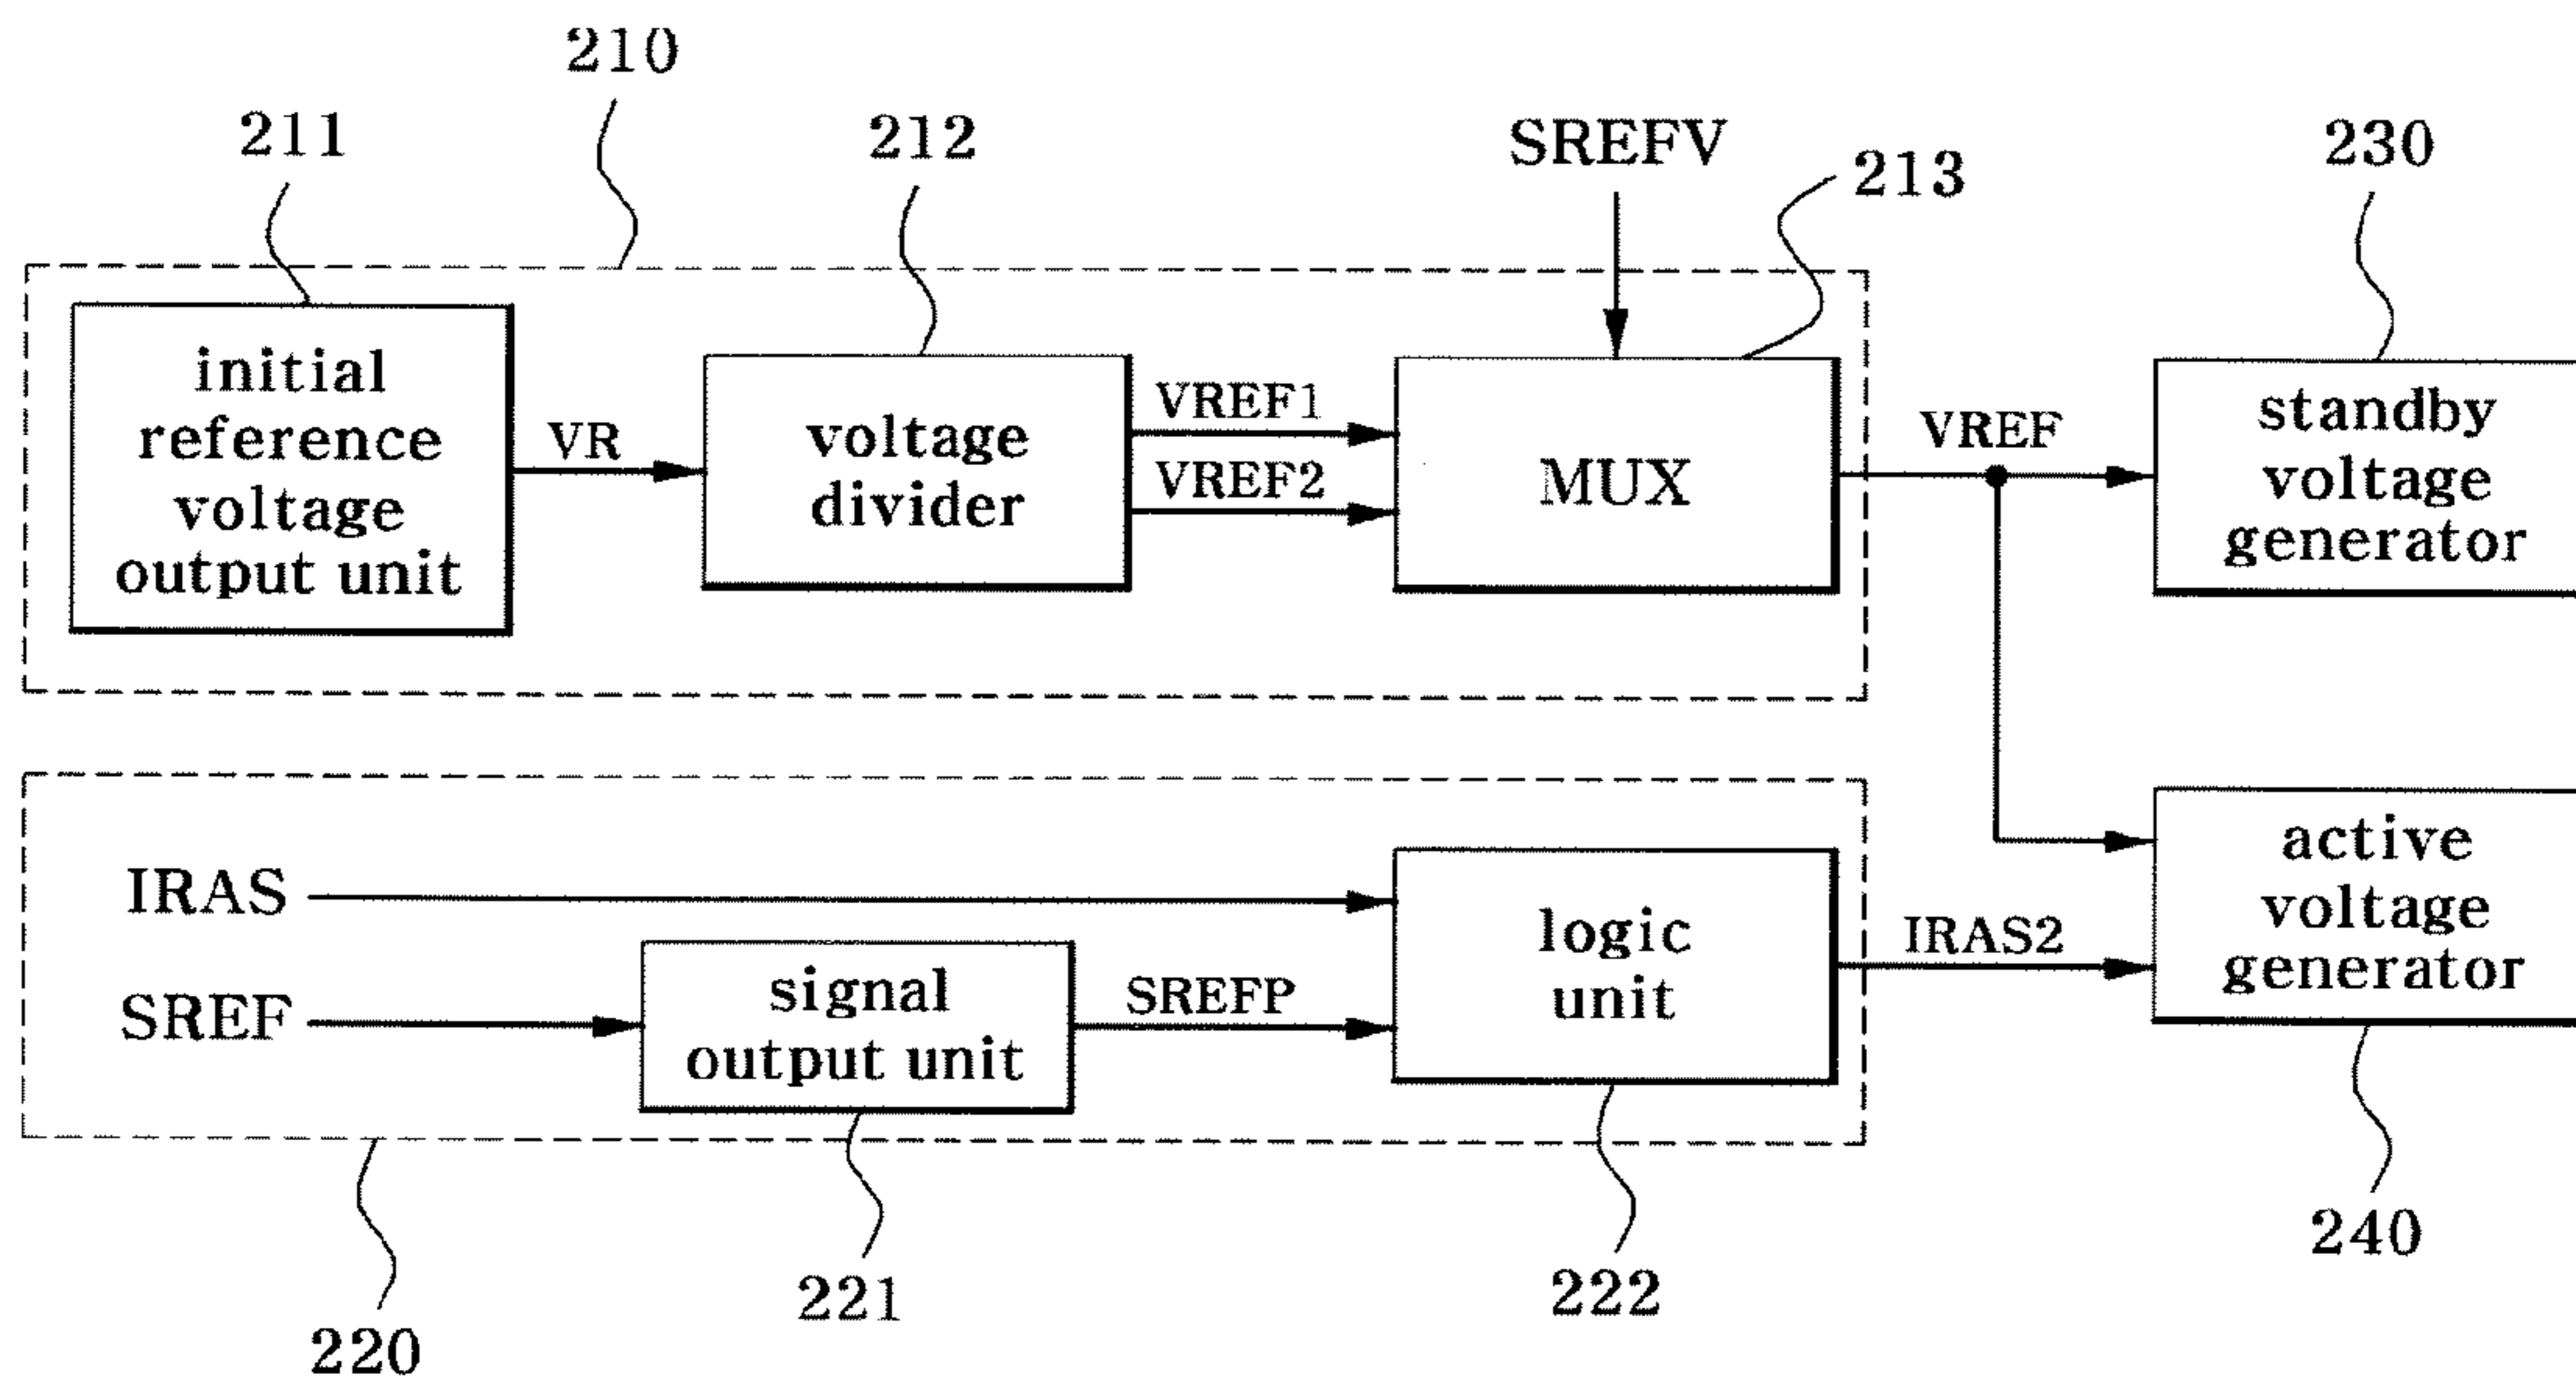 210
211
212
SREFV
213
230
initial
reference
voltage
output unit
VR
voltage
divider
VREF1
VREF2
MUX
VREF
standby
voltage
generator
IRAS
SREF
signal
output unit
SREFP
logic
unit
IRAS2
active
voltage
generator
220
221
222
240